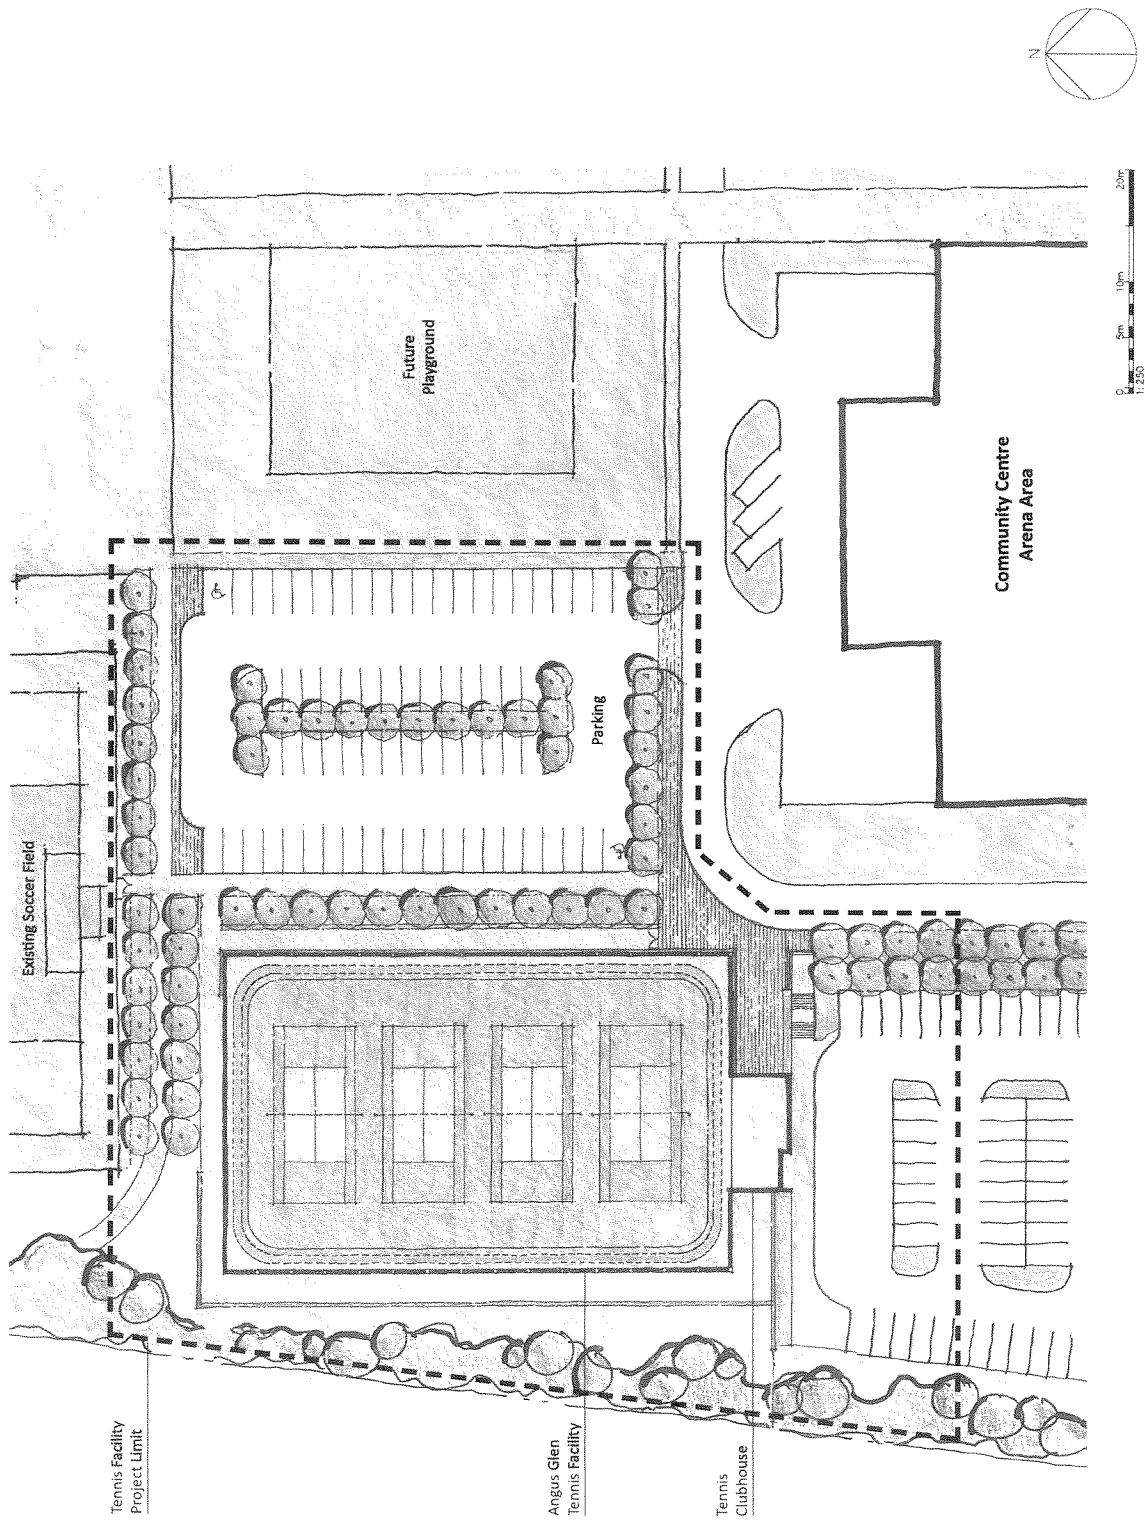 Tennis Facility
Project Limit
Angus Glen
Tennis Facility
Tennis
Clubhouse
Existing Soccer Field
Parking
Future
Playground
Community Centre
Arena Area
N
0 5m 10m 20m
1:250